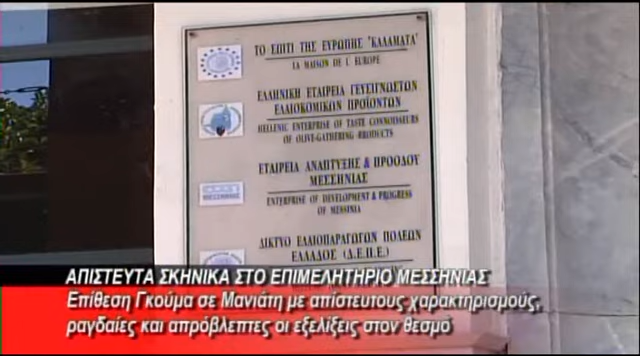 ΤΟ ΣΠΙΤΙ ΤΗΣ ΕΥΡΩΠΗΣ "ΚΑΛΑΜΑΤΑ"
LA MAISON DE L' EUROPE
ΕΛΛΗΝΙΚΗ ΕΤΑΙΡΕΙΑ ΓΕΥΣΙΓΝΩΣΤΩΝ
ΕΛΑΙΟΚΟΜΙΚΩΝ ΠΡΟΪΟΝΤΩΝ
HELLENIC ENTERPRISE OF TASTE CONNOISEURS
OF OLIVE-GATHERING PRODUCTS
ΕΤΑΙΡΕΙΑ ΑΝΑΠΤΥΞΗΣ & ΠΡΟΟΔΟΥ
ΜΕΣΣΗΝΙΑΣ
ENTERPRISE OF DEVELOPMENT & PROGRESS
OF MESSINIA
ΔΙΚΤΥΟ ΕΛΑΙΟΠΑΡΑΓΩΓΩΝ ΠΟΛΕΩΝ
ΕΛΛΑΔΟΣ (Δ.Ε.Π.Ε.)
ΑΠΙΣΤΕΥΤΑ ΣΚΗΝΙΚΑ ΣΤΟ ΕΠΙΜΕΛΗΤΗΡΙΟ ΜΕΣΣΗΝΙΑΣ
Επίθεση Γκούμα σε Μανιάτη με απίστευτους χαρακτηρισμούς,
ραγδαίες και απρόβλεπτες οι εξελίξεις στον θεσμό